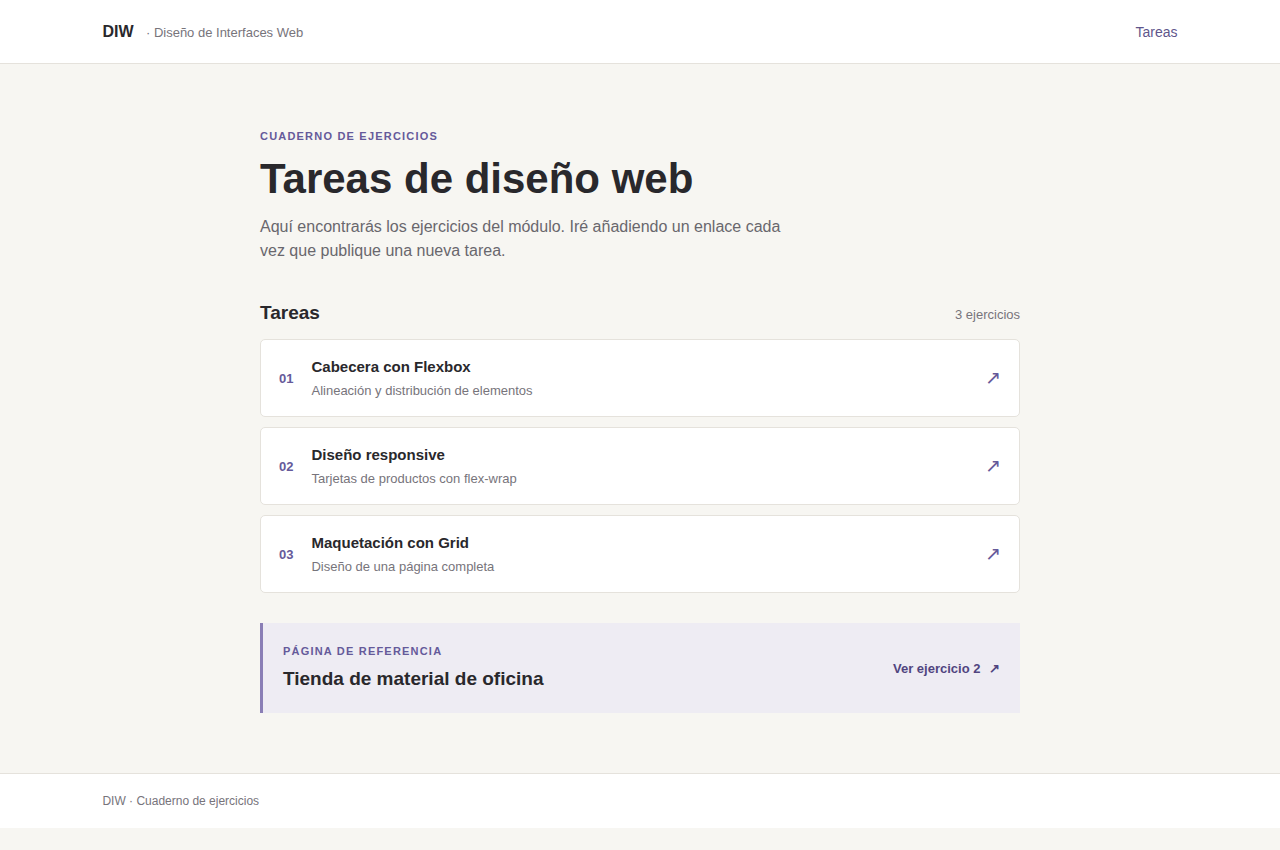 DIW · Diseño de Interfaces Web
Tareas
CUADERNO DE EJERCICIOS
Tareas de diseño web
Aquí encontrarás los ejercicios del módulo. Iré añadiendo un enlace cada
vez que publique una nueva tarea.
Tareas
3 ejercicios
01
Cabecera con Flexbox
Alineación y distribución de elementos
↗
02
Diseño responsive
Tarjetas de productos con flex-wrap
↗
03
Maquetación con Grid
Diseño de una página completa
↗
PÁGINA DE REFERENCIA
Tienda de material de oficina
Ver ejercicio 2 ↗
DIW · Cuaderno de ejercicios